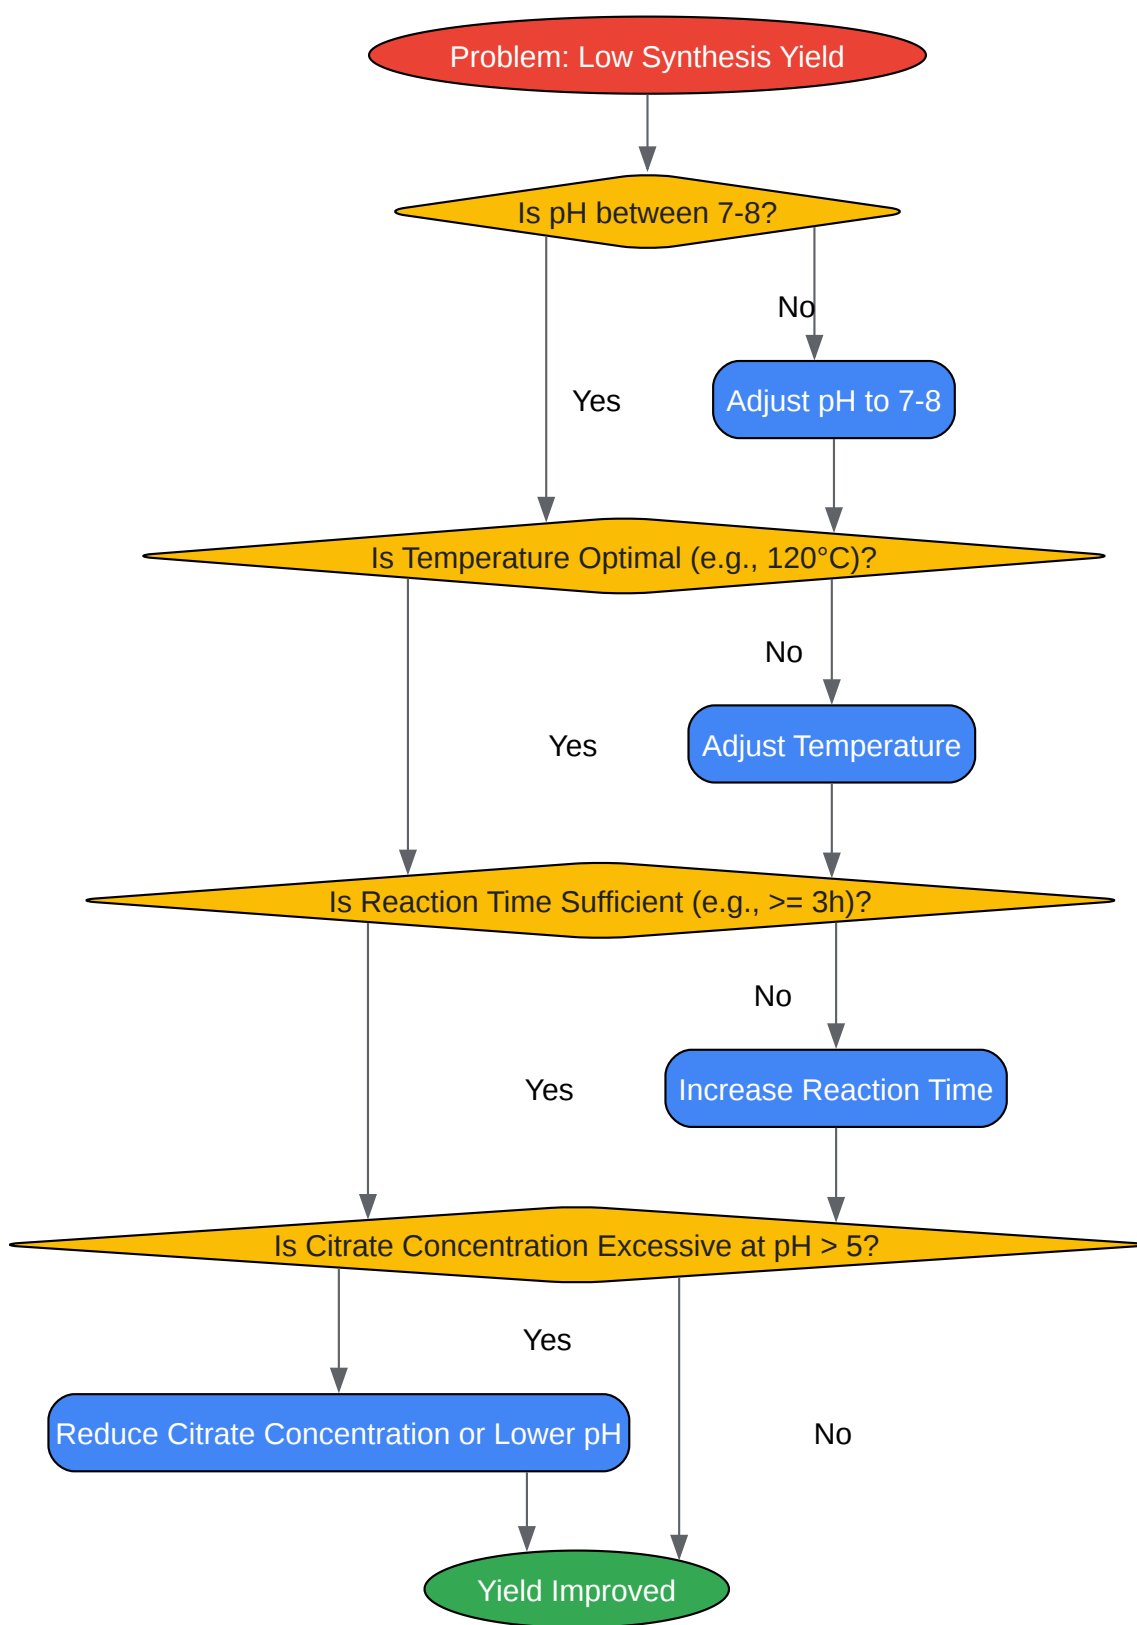 Problem: Low Synthesis Yield
Is pH between 7-8?
No
Yes
Adjust pH to 7-8
Is Temperature Optimal (e.g., 120°C)?
No
Yes
Adjust Temperature
Is Reaction Time Sufficient (e.g., >= 3h)?
No
Yes
Increase Reaction Time
Is Citrate Concentration Excessive at pH > 5?
Yes
Reduce Citrate Concentration or Lower pH
No
Yield Improved